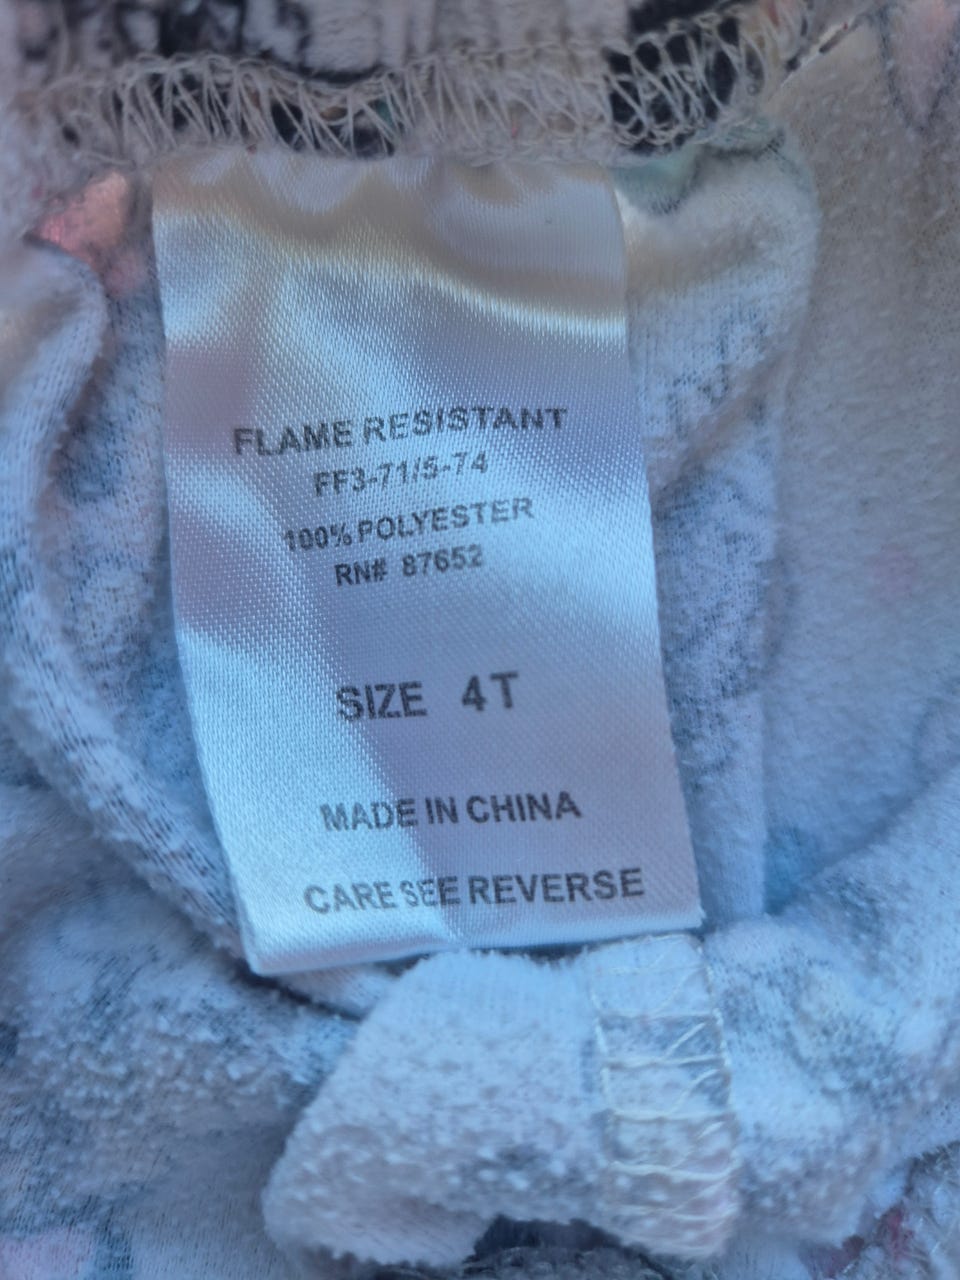 FLAME RESISTANT
FF3-71/5-74
100% POLYESTER
RN# 87652
SIZE 4T
MADE IN CHINA
CARE SEE REVERSE